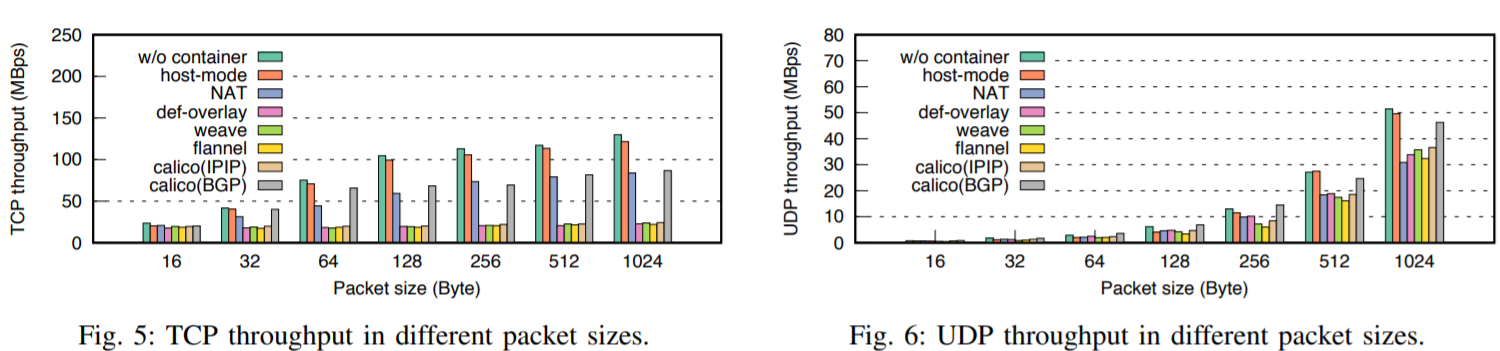 250
200
150
100
50
0
TCP throughput (MBps)
w/o container
host-mode
NAT
def-overlay
weave
flannel
calico(IPIP)
calico(BGP)
16 32 64 128 256 512 1024
Packet size (Byte)
Fig. 5: TCP throughput in different packet sizes.
80
70
60
50
40
30
20
10
0
UDP throughput (MBps)
w/o container
host-mode
NAT
def-overlay
weave
flannel
calico(IPIP)
calico(BGP)
16 32 64 128 256 512 1024
Packet size (Byte)
Fig. 6: UDP throughput in different packet sizes.